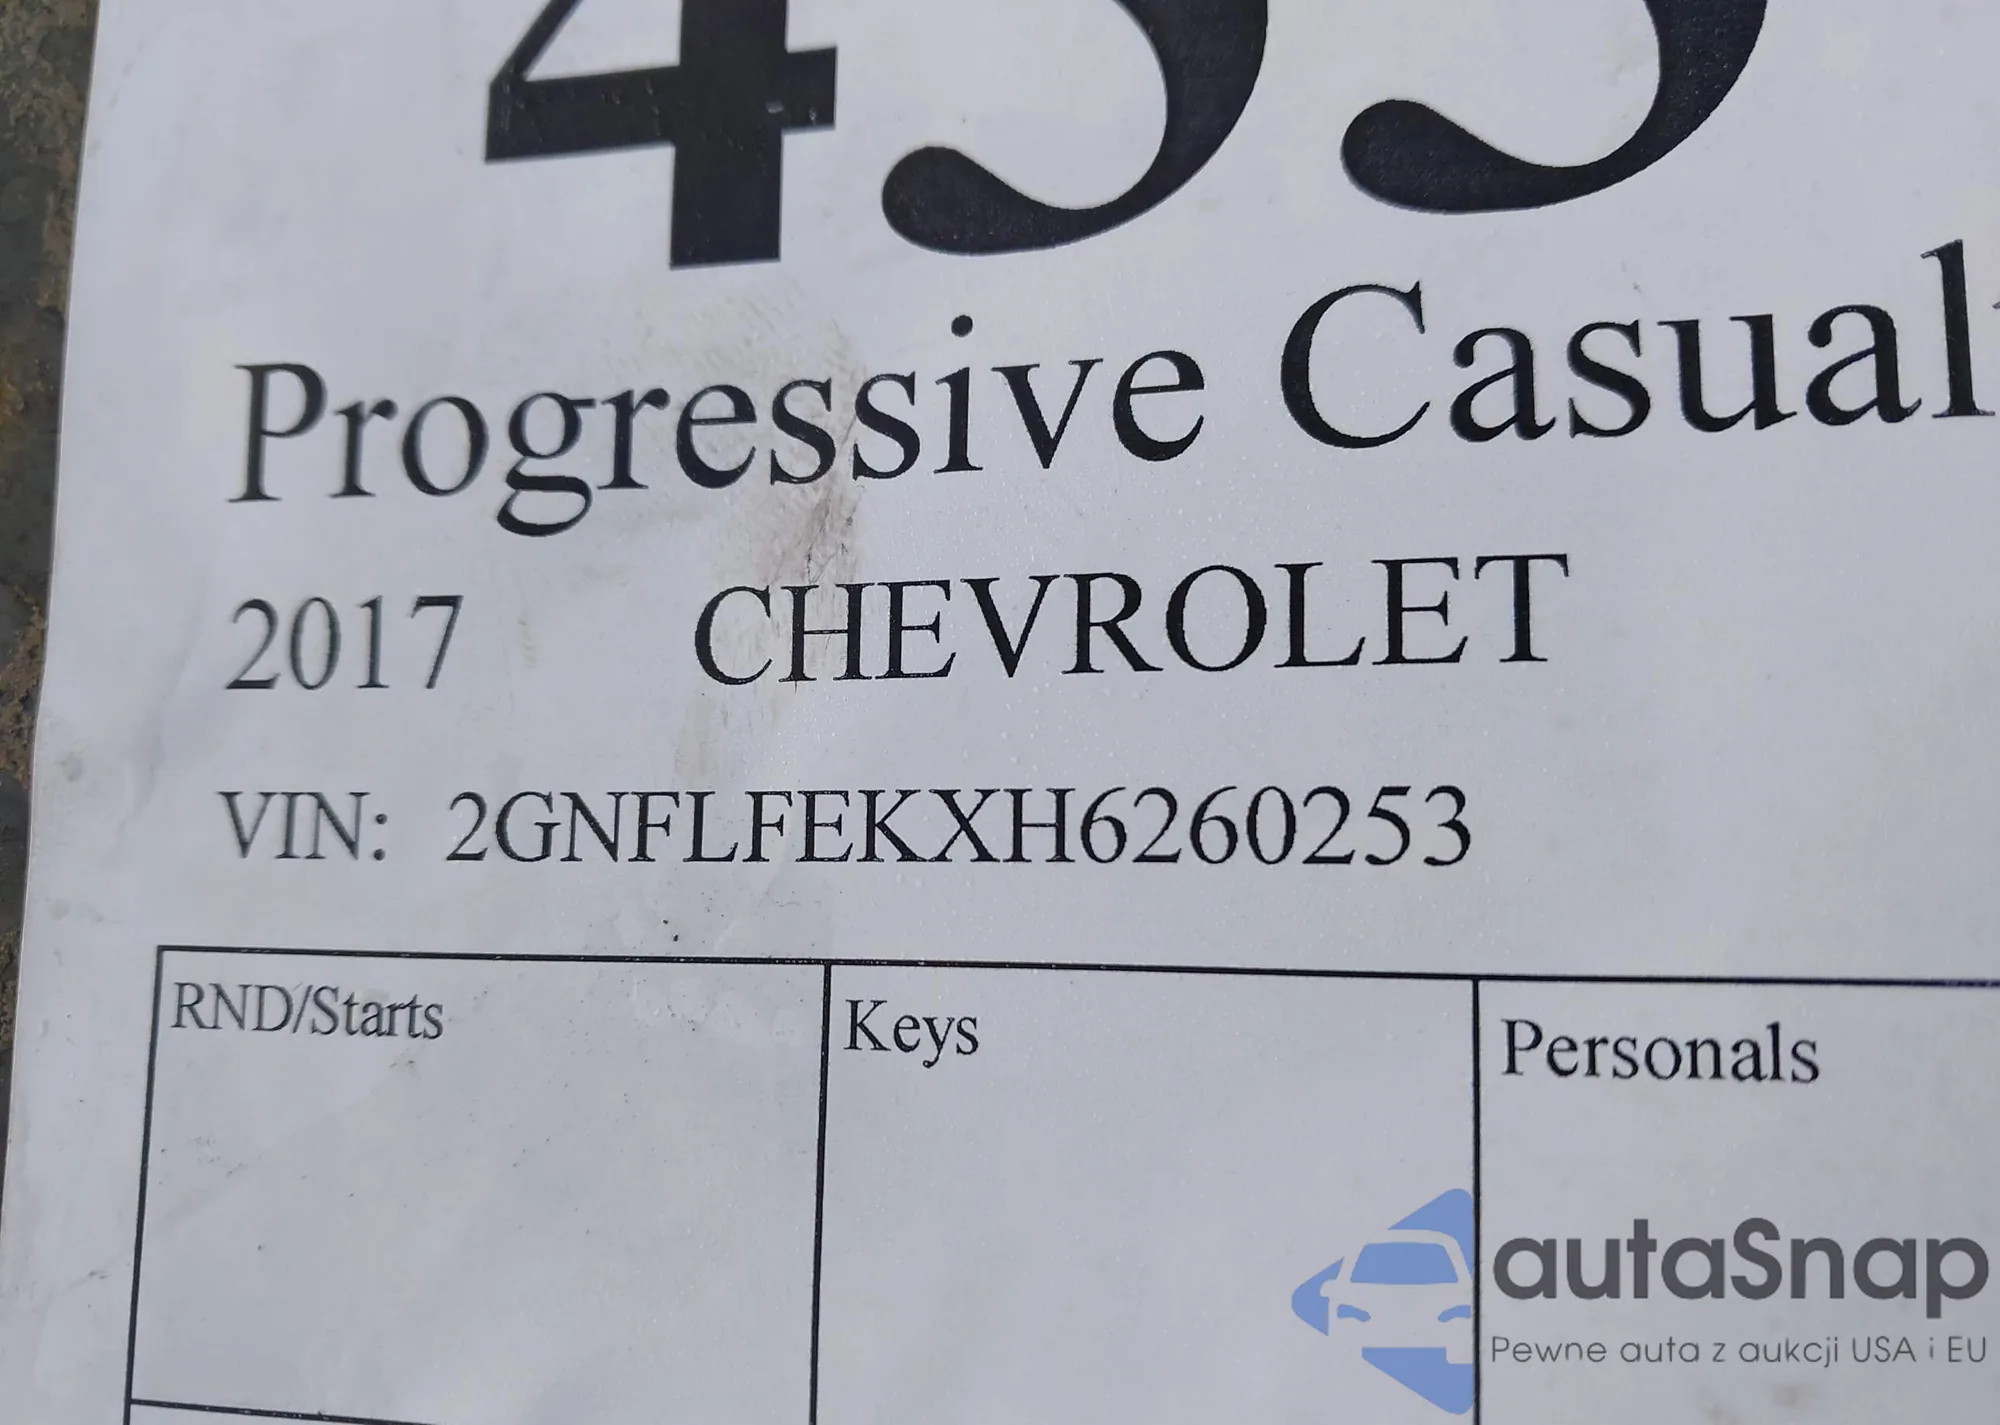 Progressive Casual
2017 CHEVROLET
VIN: 2GNFLFEKXH6260253
RND/Starts
Keys
Personals
autaSnap
Pewne auta z aukcji USA i EU